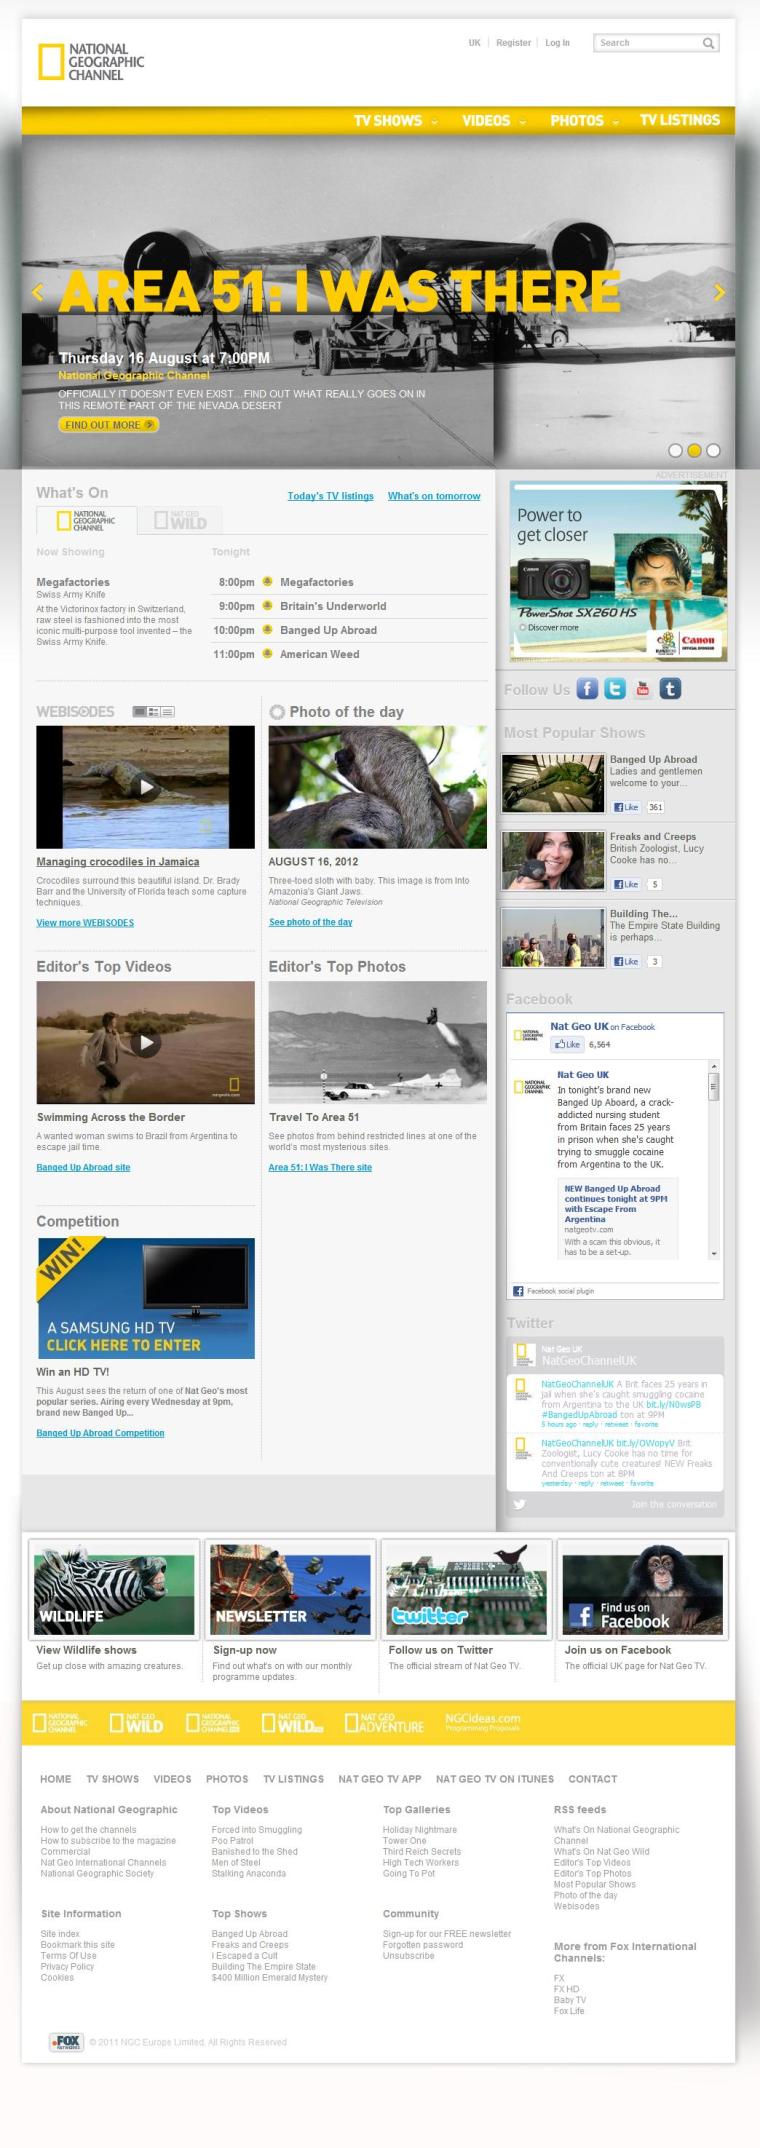 NATIONAL
GEOGRAPHIC
CHANNEL
UK Register Log In Search
TV SHOWS VIDEOS PHOTOS TV LISTINGS
AREA 51: I WAS THERE
Thursday 16 August at 7:00PM
National Geographic Channel
OFFICIALLY IT DOESN'T EVEN EXIST...FIND OUT WHAT REALLY GOES ON IN
THIS REMOTE PART OF THE NEVADA DESERT
FIND OUT MORE
What's On
Today's TV listings What's on tomorrow
NATIONAL
GEOGRAPHIC
CHANNEL
NAT GEO
WILD
Now Showing
Megafactories
Swiss Army Knife
At the Victorinox factory in Switzerland,
raw steel is fashioned into the most
iconic multi-purpose tool invented – the
Swiss Army Knife.
Tonight
8:00pm Megafactories
9:00pm Britain's Underworld
10:00pm Banged Up Abroad
11:00pm American Weed
WEBISODES
Managing crocodiles in Jamaica
Crocodiles surround this beautiful island. Dr. Brady
Barr and the University of Florida teach some capture
techniques.
View more WEBISODES
Photo of the day
AUGUST 16, 2012
Three-toed sloth with baby. This image is from Into
Amazonia's Giant Jaws.
National Geographic Television
See photo of the day
Editor's Top Videos
natgeotv.com
Swimming Across the Border
A wanted woman swims to Brazil from Argentina to
escape jail time.
Banged Up Abroad site
Editor's Top Photos
Travel To Area 51
See photos from behind restricted lines at one of the
world's most mysterious sites.
Area 51: I Was There site
Competition
WIN!
A SAMSUNG HD TV
CLICK HERE TO ENTER
Win an HD TV!
This August sees the return of one of Nat Geo's most
popular series. Airing every Wednesday at 9pm,
brand new Banged Up...
Banged Up Abroad Competition
ADVERTISEMENT
Power to
get closer
Canon
PowerShot SX260 HS
Discover more
Canon
OFFICIAL SPONSOR
Follow Us
Most Popular Shows
Banged Up Abroad
Ladies and gentlemen
welcome to your...
Like 361
Freaks and Creeps
British Zoologist, Lucy
Cooke has no...
Like 5
Building The...
The Empire State Building
is perhaps...
Like 3
Facebook
NATIONAL
GEOGRAPHIC
CHANNEL
Nat Geo UK on Facebook
Like 6,564
NATIONAL
GEOGRAPHIC
CHANNEL
Nat Geo UK
In tonight's brand new
Banged Up Aboard, a crack-
addicted nursing student
from Britain faces 25 years
in prison when she's caught
trying to smuggle cocaine
from Argentina to the UK.
NEW Banged Up Abroad
continues tonight at 9PM
with Escape From
Argentina
natgeotv.com
With a scam this obvious, it
has to be a set-up.
Facebook social plugin
Twitter
Nat Geo UK
NatGeoChannelUK
NatGeoChannelUK A Brit faces 25 years in
jail when she's caught smuggling cocaine
from Argentina to the UK bit.ly/N0wsPB
#BangedUpAbroad ton at 9PM
5 hours ago · reply · retweet · favorite
NatGeoChannelUK bit.ly/OWopyV Brit
Zoologist, Lucy Cooke has no time for
conventionally cute creatures! NEW Freaks
And Creeps ton at 8PM
yesterday · reply · retweet · favorite
Join the conversation
WILDLIFE
View Wildlife shows
Get up close with amazing creatures.
NEWSLETTER
Sign-up now
Find out what's on with our monthly
programme updates.
twitter
Follow us on Twitter
The official stream of Nat Geo TV.
Find us on
Facebook
Join us on Facebook
The official UK page for Nat Geo TV.
NATIONAL
GEOGRAPHIC
CHANNEL
NAT GEO
WILD
NATIONAL
GEOGRAPHIC
CHANNEL
NAT GEO
WILD
NAT GEO
ADVENTURE
NGCIdeas.com
Programming Proposals
HOME TV SHOWS VIDEOS PHOTOS TV LISTINGS NAT GEO TV APP NAT GEO TV ON ITUNES CONTACT
About National Geographic
How to get the channels
How to subscribe to the magazine
Commercial
Nat Geo International Channels
National Geographic Society
Top Videos
Forced into Smuggling
Poo Patrol
Banished to the Shed
Men of Steel
Stalking Anaconda
Top Galleries
Holiday Nightmare
Tower One
Third Reich Secrets
High Tech Workers
Going To Pot
RSS feeds
What's On National Geographic
Channel
What's On Nat Geo Wild
Editor's Top Videos
Editor's Top Photos
Most Popular Shows
Photo of the day
Webisodes
Site Information
Site index
Bookmark this site
Terms Of Use
Privacy Policy
Cookies
Top Shows
Banged Up Abroad
Freaks and Creeps
I Escaped a Cult
Building The Empire State
$400 Million Emerald Mystery
Community
Sign-up for our FREE newsletter
Forgotten password
Unsubscribe
More from Fox International
Channels:
FX
FX HD
Baby TV
Fox Life
FOX
NETWORKS
© 2011 NGC Europe Limited. All Rights Reserved